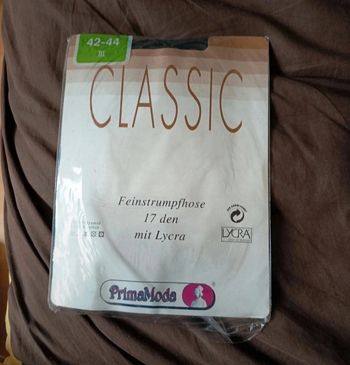 42-44
III
CLASSIC
Feinstrumpfhose
17 den
mit Lycra
LYCRA
PrimaModa